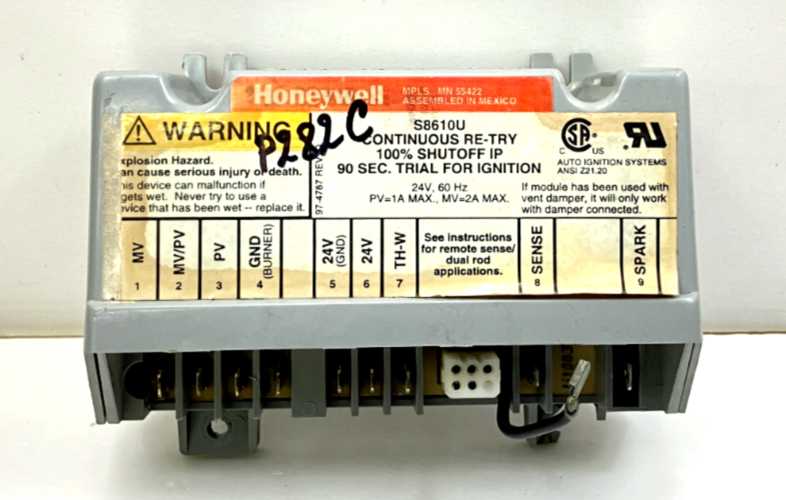 Honeywell
MPLS., MN 55422
ASSEMBLED IN MEXICO
WARNING
P282C
xplosion Hazard.
an cause serious injury or death.
his device can malfunction if
gets wet. Never try to use a
evice that has been wet -- replace it.
97-4787 REV
S8610U
CONTINUOUS RE-TRY
100% SHUTOFF IP
90 SEC. TRIAL FOR IGNITION
24V, 60 Hz
PV=1A MAX., MV=2A MAX.
C US
AUTO IGNITION SYSTEMS
ANSI Z21.20
If module has been used with
vent damper, it will only work
with damper connected.
MV
1
MV/PV
2
PV
3
GND
(BURNER)
4
24V
(GND)
5
24V
6
TH-W
7
See instructions
for remote sense/
dual rod
applications.
SENSE
8
SPARK
9